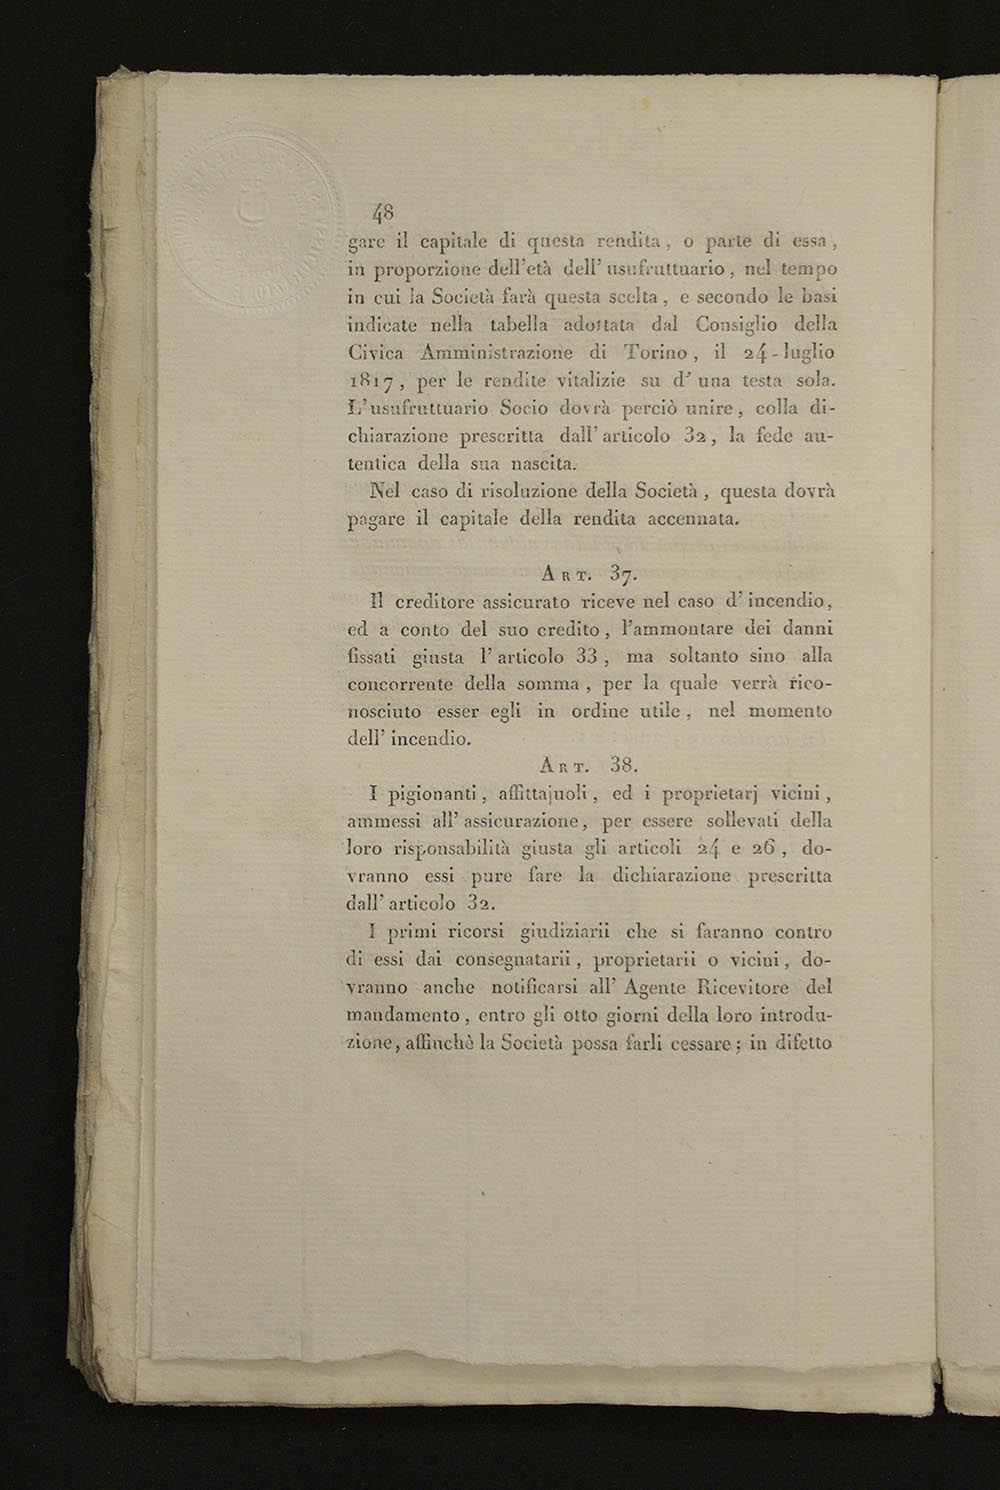 48
gare il capitale di questa rendita, o parte di essa,
in proporzione dell'età dell' usufruttuario, nel tempo
in cui la Società farà questa scelta, e secondo le basi
indicate nella tabella adottata dal Consiglio della
Civica Amministrazione di Torino, il 24 - luglio
1817, per le rendite vitalizie su d' una testa sola.
L'usufruttuario Socio dovrà perciò unire, colla di-
chiarazione prescritta dall' articolo 32, la fede au-
tentica della sua nascita.
Nel caso di risoluzione della Società, questa dovrà
pagare il capitale della rendita accennata.
ART. 37.
Il creditore assicurato riceve nel caso d' incendio,
ed a conto del suo credito, l'ammontare dei danni
fissati giusta l' articolo 33, ma soltanto sino alla
concorrente della somma, per la quale verrà rico-
nosciuto esser egli in ordine utile, nel momento
dell' incendio.
ART. 38.
I pigionanti, affittajuoli, ed i proprietarj vicini,
ammessi all' assicurazione, per essere sollevati della
loro risponsabilità giusta gli articoli 24 e 26, do-
vranno essi pure fare la dichiarazione prescritta
dall' articolo 32.
I primi ricorsi giudiziarii che si faranno contro
di essi dai consegnatarii, proprietarii o vicini, do-
vranno anche notificarsi all' Agente Ricevitore del
mandamento, entro gli otto giorni della loro introdu-
zione, affinchè la Società possa farli cessare; in difetto